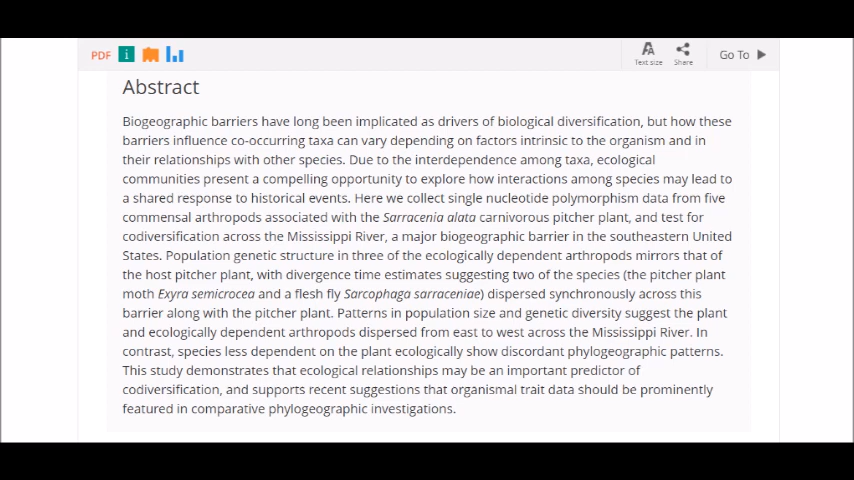 PDF i
Text size Share Go To
Abstract
Biogeographic barriers have long been implicated as drivers of biological diversification, but how these
barriers influence co-occurring taxa can vary depending on factors intrinsic to the organism and in
their relationships with other species. Due to the interdependence among taxa, ecological
communities present a compelling opportunity to explore how interactions among species may lead to
a shared response to historical events. Here we collect single nucleotide polymorphism data from five
commensal arthropods associated with the Sarracenia alata carnivorous pitcher plant, and test for
codiversification across the Mississippi River, a major biogeographic barrier in the southeastern United
States. Population genetic structure in three of the ecologically dependent arthropods mirrors that of
the host pitcher plant, with divergence time estimates suggesting two of the species (the pitcher plant
moth Exyra semicrocea and a flesh fly Sarcophaga sarraceniae) dispersed synchronously across this
barrier along with the pitcher plant. Patterns in population size and genetic diversity suggest the plant
and ecologically dependent arthropods dispersed from east to west across the Mississippi River. In
contrast, species less dependent on the plant ecologically show discordant phylogeographic patterns.
This study demonstrates that ecological relationships may be an important predictor of
codiversification, and supports recent suggestions that organismal trait data should be prominently
featured in comparative phylogeographic investigations.